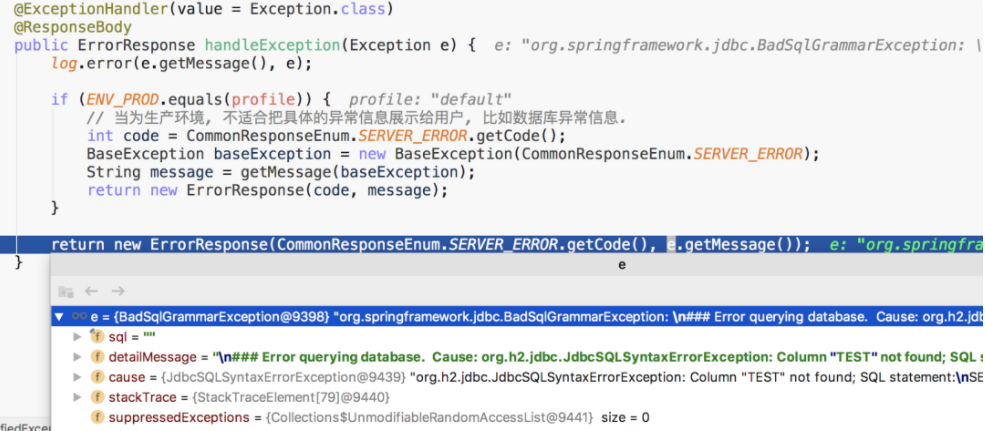 @ExceptionHandler(value = Exception.class)
@ResponseBody
public ErrorResponse handleException(Exception e) {  e: "org.springframework.jdbc.BadSqlGrammarException: \
log.error(e.getMessage(), e);
if (ENV_PROD.equals(profile)) {  profile: "default"
// 当为生产环境, 不适合把具体的异常信息展示给用户, 比如数据库异常信息.
int code = CommonResponseEnum.SERVER_ERROR.getCode();
BaseException baseException = new BaseException(CommonResponseEnum.SERVER_ERROR);
String message = getMessage(baseException);
return new ErrorResponse(code, message);
}
return new ErrorResponse(CommonResponseEnum.SERVER_ERROR.getCode(), e.getMessage());  e: "org.springfra
}
e
e = {BadSqlGrammarException@9398} "org.springframework.jdbc.BadSqlGrammarException: \n### Error querying database.  Cause: org.h2.jdb
f sql = ""
f detailMessage = "\n### Error querying database.  Cause: org.h2.jdbc.JdbcSQLSyntaxErrorException: Column "TEST" not found; SQL s
f cause = {JdbcSQLSyntaxErrorException@9439} "org.h2.jdbc.JdbcSQLSyntaxErrorException: Column "TEST" not found; SQL statement:\nSE
f stackTrace = {StackTraceElement[79]@9440}
f suppressedExceptions = {Collections$UnmodifiableRandomAccessList@9441}  size = 0